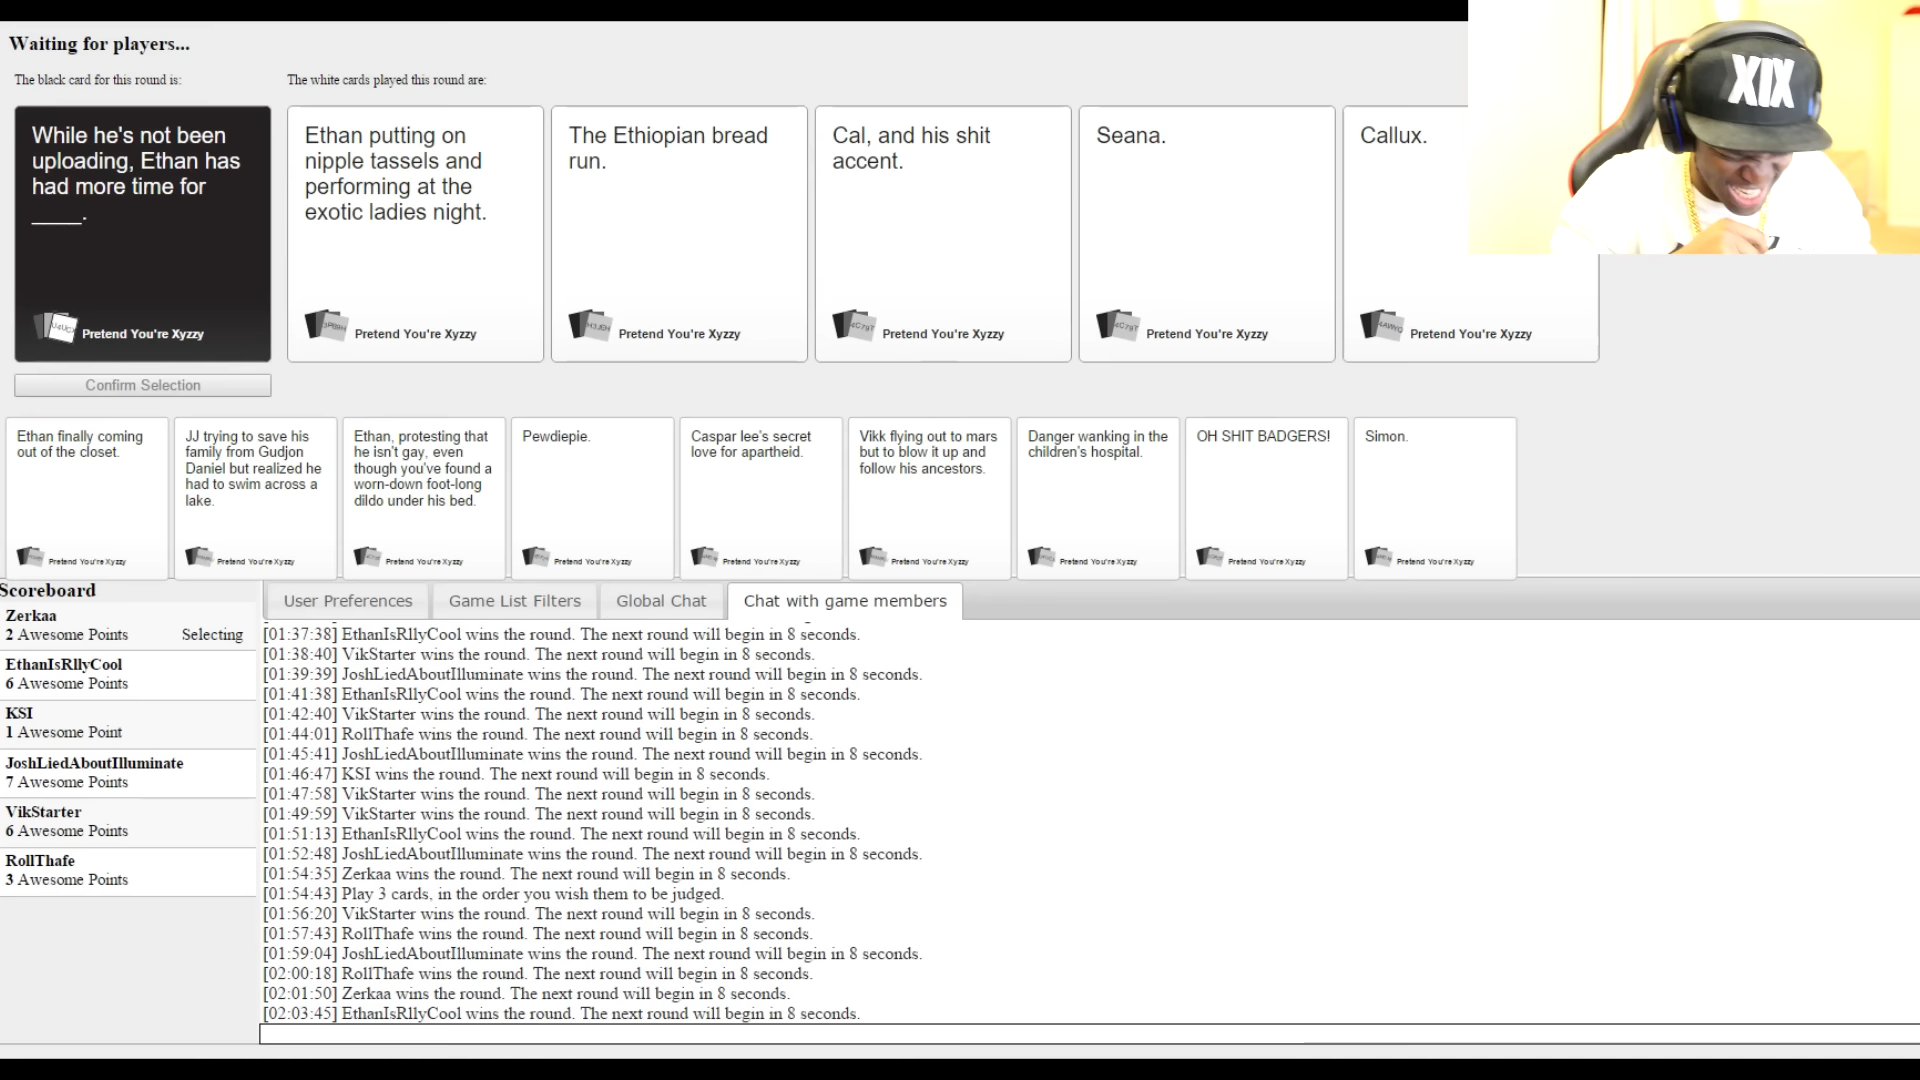 Waiting for players...
The black card for this round is:
The white cards played this round are:
While he's not been
uploading, Ethan has
had more time for
____.
Pretend You're Xyzzy
Ethan putting on
nipple tassels and
performing at the
exotic ladies night.
Pretend You're Xyzzy
The Ethiopian bread
run.
Pretend You're Xyzzy
Cal, and his shit
accent.
Pretend You're Xyzzy
Seana.
Pretend You're Xyzzy
Callux.
Pretend You're Xyzzy
XIX
Confirm Selection
Ethan finally coming
out of the closet.
Pretend You're Xyzzy
JJ trying to save his
family from Gudjon
Daniel but realized he
had to swim across a
lake.
Pretend You're Xyzzy
Ethan, protesting that
he isn't gay, even
though you've found a
worn-down foot-long
dildo under his bed.
Pretend You're Xyzzy
Pewdiepie.
Pretend You're Xyzzy
Caspar lee's secret
love for apartheid.
Pretend You're Xyzzy
Vikk flying out to mars
but to blow it up and
follow his ancestors.
Pretend You're Xyzzy
Danger wanking in the
children's hospital.
Pretend You're Xyzzy
OH SHIT BADGERS!
Pretend You're Xyzzy
Simon.
Pretend You're Xyzzy
Scoreboard
Zerkaa
2 Awesome Points Selecting
EthanIsRllyCool
6 Awesome Points
KSI
1 Awesome Point
JoshLiedAboutIlluminate
7 Awesome Points
VikStarter
6 Awesome Points
RollThafe
3 Awesome Points
User Preferences
Game List Filters
Global Chat
Chat with game members
[01:37:38] EthanIsRllyCool wins the round. The next round will begin in 8 seconds.
[01:38:40] VikStarter wins the round. The next round will begin in 8 seconds.
[01:39:39] JoshLiedAboutIlluminate wins the round. The next round will begin in 8 seconds.
[01:41:38] EthanIsRllyCool wins the round. The next round will begin in 8 seconds.
[01:42:40] VikStarter wins the round. The next round will begin in 8 seconds.
[01:44:01] RollThafe wins the round. The next round will begin in 8 seconds.
[01:45:41] JoshLiedAboutIlluminate wins the round. The next round will begin in 8 seconds.
[01:46:47] KSI wins the round. The next round will begin in 8 seconds.
[01:47:58] VikStarter wins the round. The next round will begin in 8 seconds.
[01:49:59] VikStarter wins the round. The next round will begin in 8 seconds.
[01:51:13] EthanIsRllyCool wins the round. The next round will begin in 8 seconds.
[01:52:48] JoshLiedAboutIlluminate wins the round. The next round will begin in 8 seconds.
[01:54:35] Zerkaa wins the round. The next round will begin in 8 seconds.
[01:54:43] Play 3 cards, in the order you wish them to be judged.
[01:56:20] VikStarter wins the round. The next round will begin in 8 seconds.
[01:57:43] RollThafe wins the round. The next round will begin in 8 seconds.
[01:59:04] JoshLiedAboutIlluminate wins the round. The next round will begin in 8 seconds.
[02:00:18] RollThafe wins the round. The next round will begin in 8 seconds.
[02:01:50] Zerkaa wins the round. The next round will begin in 8 seconds.
[02:03:45] EthanIsRllyCool wins the round. The next round will begin in 8 seconds.